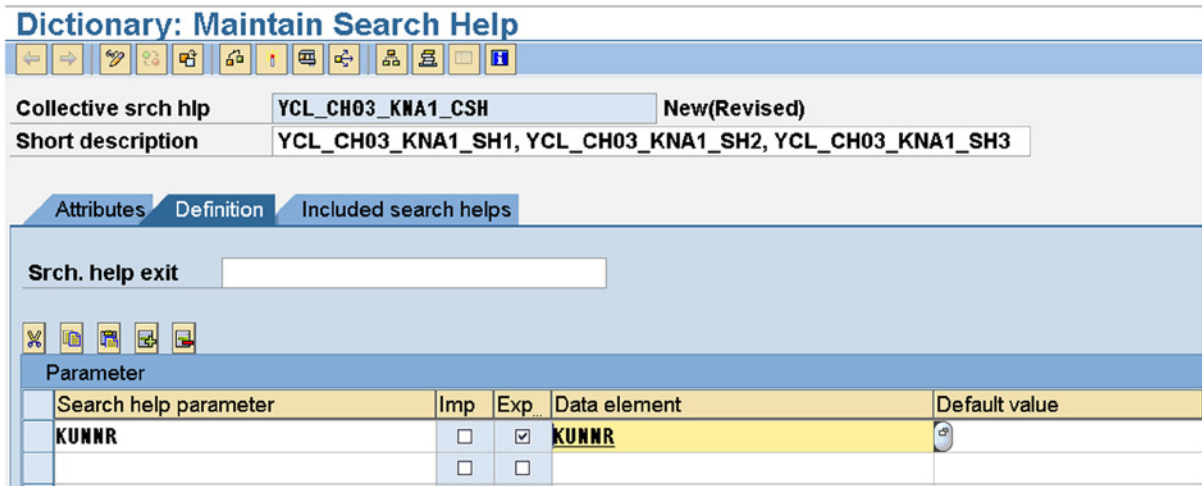 Dictionary: Maintain Search Help
Collective srch hlp YCL_CH03_KNA1_CSH New(Revised)
Short description YCL_CH03_KNA1_SH1, YCL_CH03_KNA1_SH2, YCL_CH03_KNA1_SH3
Attributes Definition Included search helps
Srch. help exit
Parameter
Search help parameter Imp Exp... Data element Default value
KUNNR KUNNR